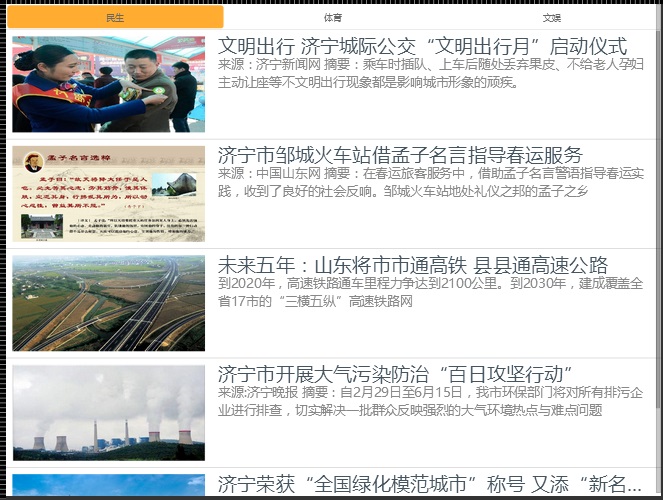 民生
体育
文娱
文明出行 济宁城际公交“文明出行月”启动仪式
来源：济宁新闻网 摘要：乘车时插队、上车后随处丢弃果皮、不给老人孕妇
主动让座等不文明出行现象都是影响城市形象的顽疾。
孟子名言选粹
济宁市邹城火车站借孟子名言指导春运服务
来源：中国山东网 摘要：在春运旅客服务中，借助孟子名言警语指导春运实
践，收到了良好的社会反响。邹城火车站地处礼仪之邦的孟子之乡
未来五年：山东将市市通高铁 县县通高速公路
到2020年，高速铁路通车里程力争达到2100公里。到2030年，建成覆盖全
省17市的“三横五纵”高速铁路网
济宁市开展大气污染防治“百日攻坚行动”
来源:济宁晚报 摘要：自2月29日至6月15日，我市环保部门将对所有排污企
业进行排查，切实解决一批群众反映强烈的大气环境热点与难点问题
济宁荣获“全国绿化模范城市”称号 又添“新名...